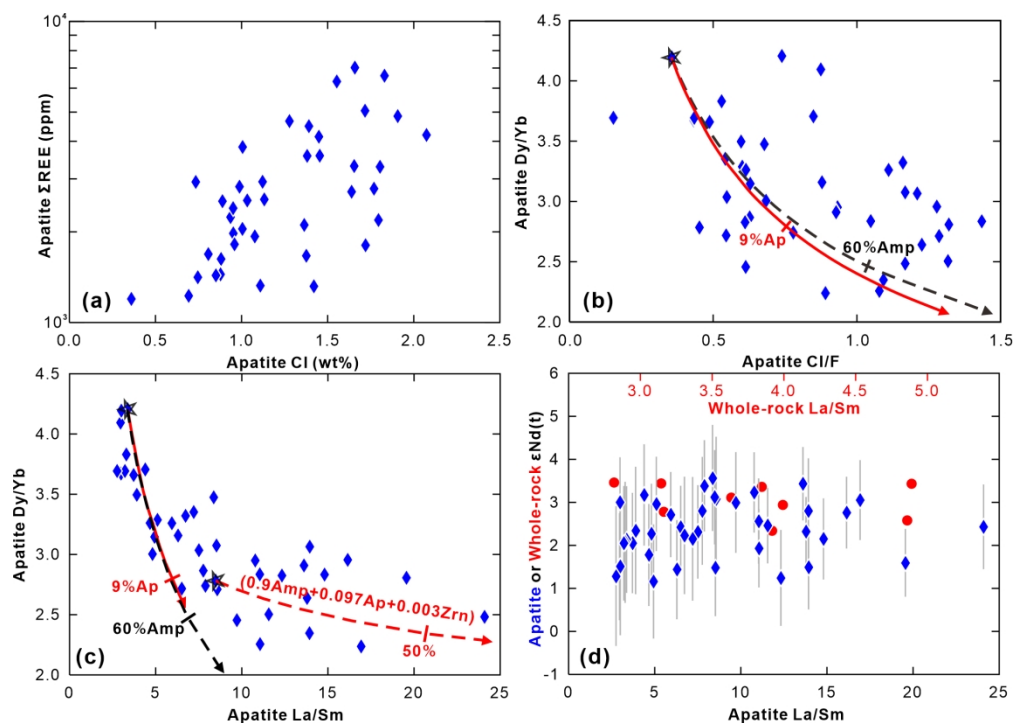 10⁴
10³
Apatite ΣREE (ppm)
(a)
0.0 0.5 1.0 1.5 2.0 2.5
Apatite Cl (wt%)
4.5
4.0
3.5
3.0
2.5
2.0
Apatite Dy/Yb
9%Ap
60%Amp
(b)
0.0 0.5 1.0 1.5
Apatite Cl/F
4.5
4.0
3.5
3.0
2.5
2.0
Apatite Dy/Yb
9%Ap
60%Amp
(0.9Amp+0.097Ap+0.003Zrn)
50%
(c)
0 5 10 15 20 25
Apatite La/Sm
6
5
4
3
2
1
0
-1
Apatite or Whole-rock εNd(t)
3.0 3.5 4.0 4.5 5.0
Whole-rock La/Sm
(d)
0 5 10 15 20 25
Apatite La/Sm